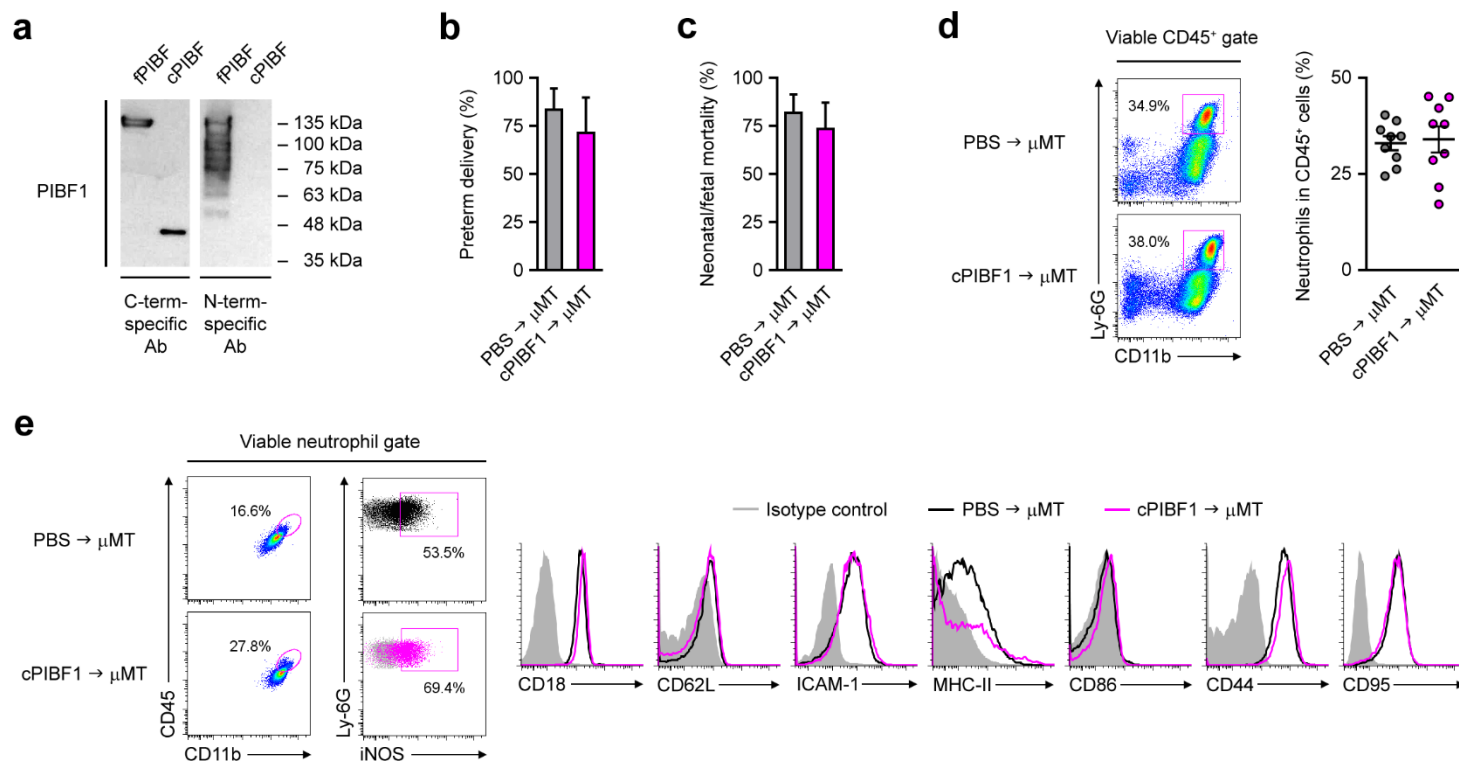 a
fPIBF
cPIBF
fPIBF
cPIBF
PIBF1
– 135 kDa
– 100 kDa
– 75 kDa
– 63 kDa
– 48 kDa
– 35 kDa
C-term-
specific
Ab
N-term-
specific
Ab
b
Preterm delivery (%)
100
75
50
25
0
PBS → μMT
cPIBF1 → μMT
c
Neonatal/fetal mortality (%)
100
75
50
25
0
PBS → μMT
cPIBF1 → μMT
d
Viable CD45⁺ gate
PBS → μMT
34.9%
cPIBF1 → μMT
38.0%
Ly-6G
CD11b
Neutrophils in CD45⁺ cells (%)
50
25
0
PBS → μMT
cPIBF1 → μMT
e
Viable neutrophil gate
PBS → μMT
16.6%
53.5%
cPIBF1 → μMT
27.8%
69.4%
CD45
CD11b
Ly-6G
iNOS
Isotype control
PBS → μMT
cPIBF1 → μMT
CD18
CD62L
ICAM-1
MHC-II
CD86
CD44
CD95